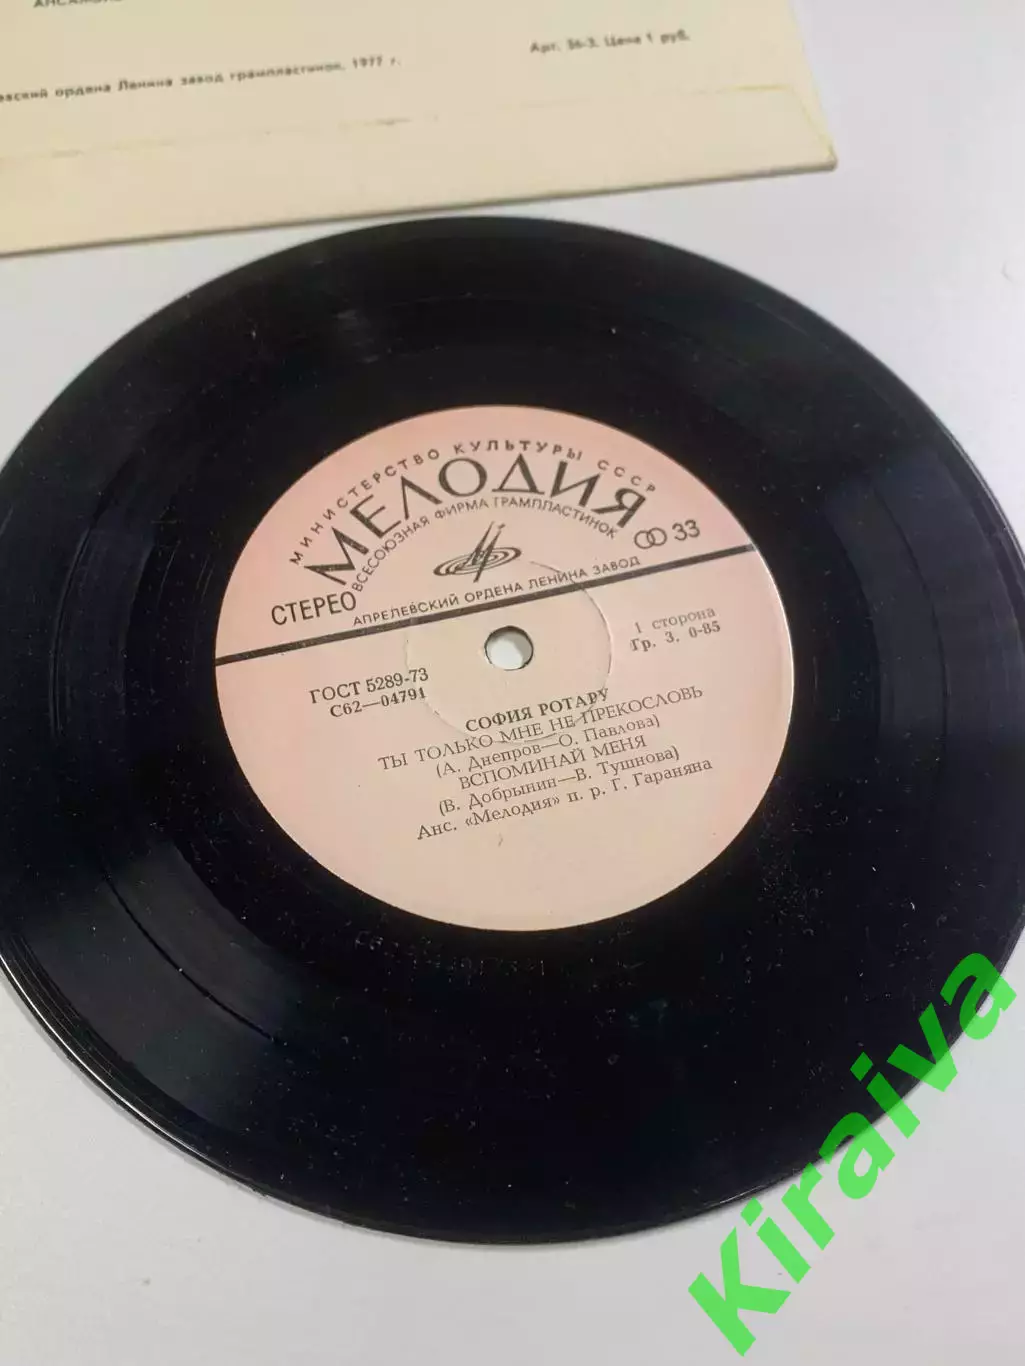 Арт. 36-3. Цена 1 руб.
ордена Ленина завод грампластинок, 1977 г.
МИНИСТЕРСТВО КУЛЬТУРЫ СССР
МЕЛОДИЯ
ВСЕСОЮЗНАЯ ФИРМА ГРАМПЛАСТИНОК
33
СТЕРЕО
АПРЕЛЕВСКИЙ ОРДЕНА ЛЕНИНА ЗАВОД
ГОСТ 5289-73
С62—04791
1 сторона
Гр. 3. 0-85
СОФИЯ РОТАРУ
ТЫ ТОЛЬКО МНЕ НЕ ПРЕКОСЛОВЬ
(А. Днепров—О. Павлова)
ВСПОМИНАЙ МЕНЯ
(В. Добрынин—В. Тушнова)
Анс. «Мелодия» п. р. Г. Гараняна
Kiraiva